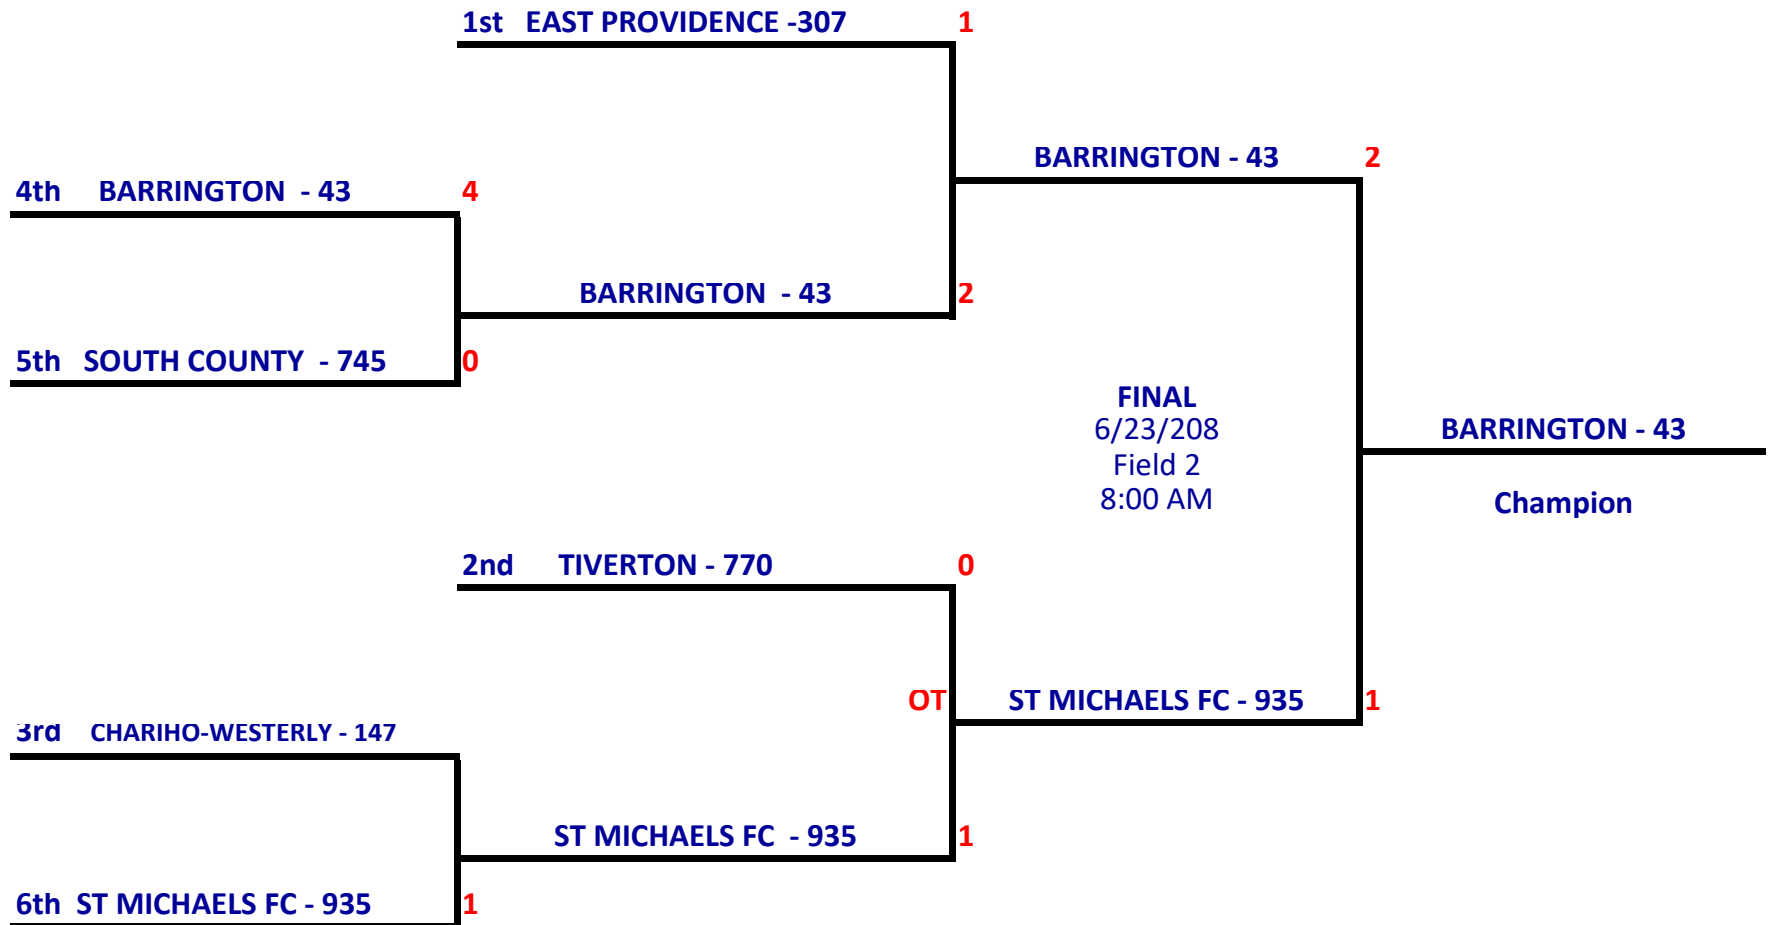 1st EAST PROVIDENCE -307 1
BARRINGTON - 43 2
4th BARRINGTON - 43 4
BARRINGTON - 43 2
5th SOUTH COUNTY - 745 0
FINAL
6/23/208
Field 2
8:00 AM
BARRINGTON - 43
Champion
2nd TIVERTON - 770 0
OT ST MICHAELS FC - 935 1
3rd CHARIHO-WESTERLY - 147
ST MICHAELS FC - 935 1
6th ST MICHAELS FC - 935 1